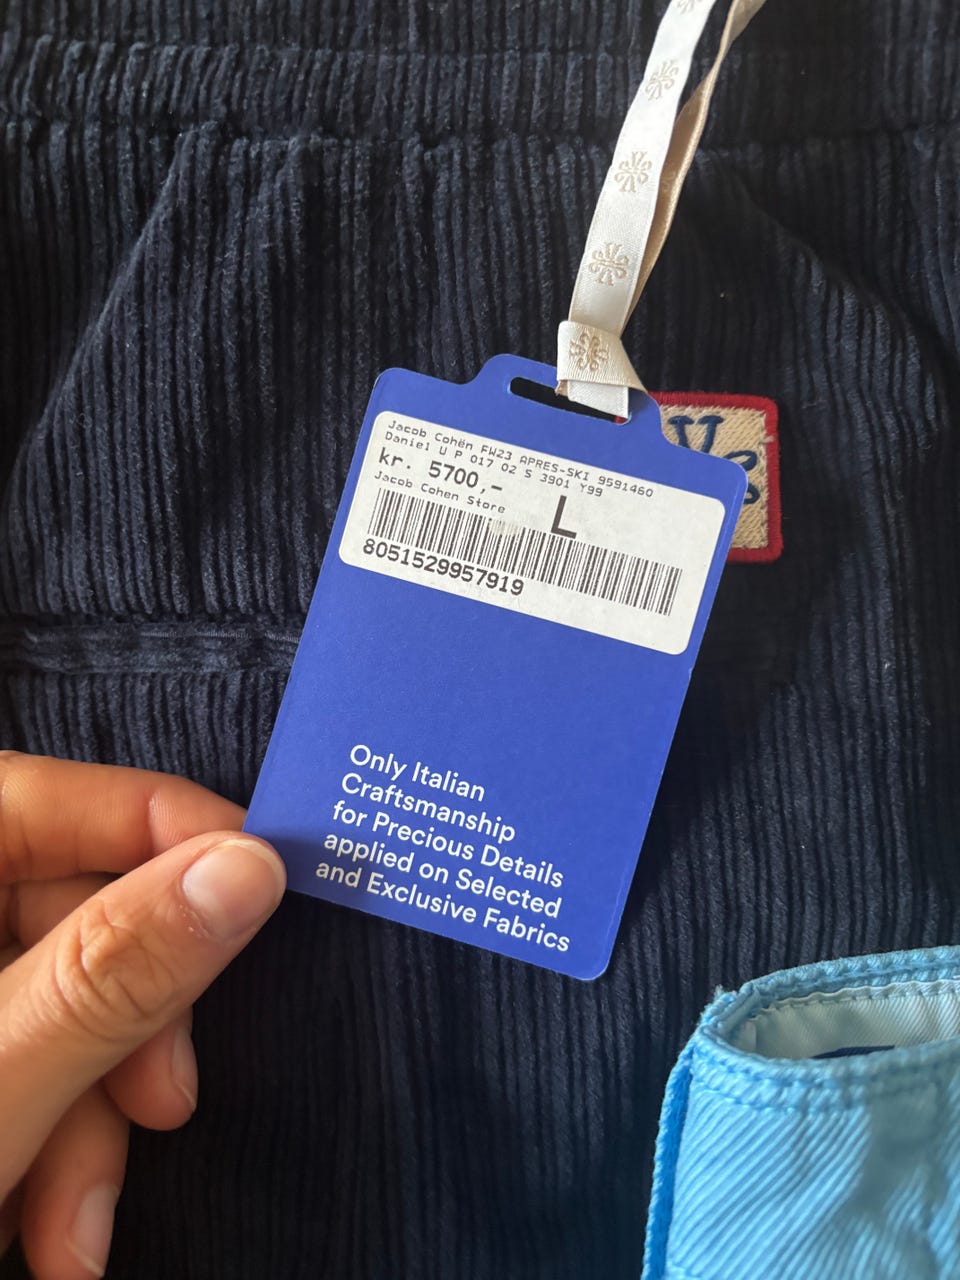 Jacob Cohën FW23 APRES-SKI 9591460
Daniel U P 017 02 S 3901 Y99
kr. 5700,-
L
Jacob Cohen Store
8051529957919
Only Italian
Craftsmanship
for Precious Details
applied on Selected
and Exclusive Fabrics